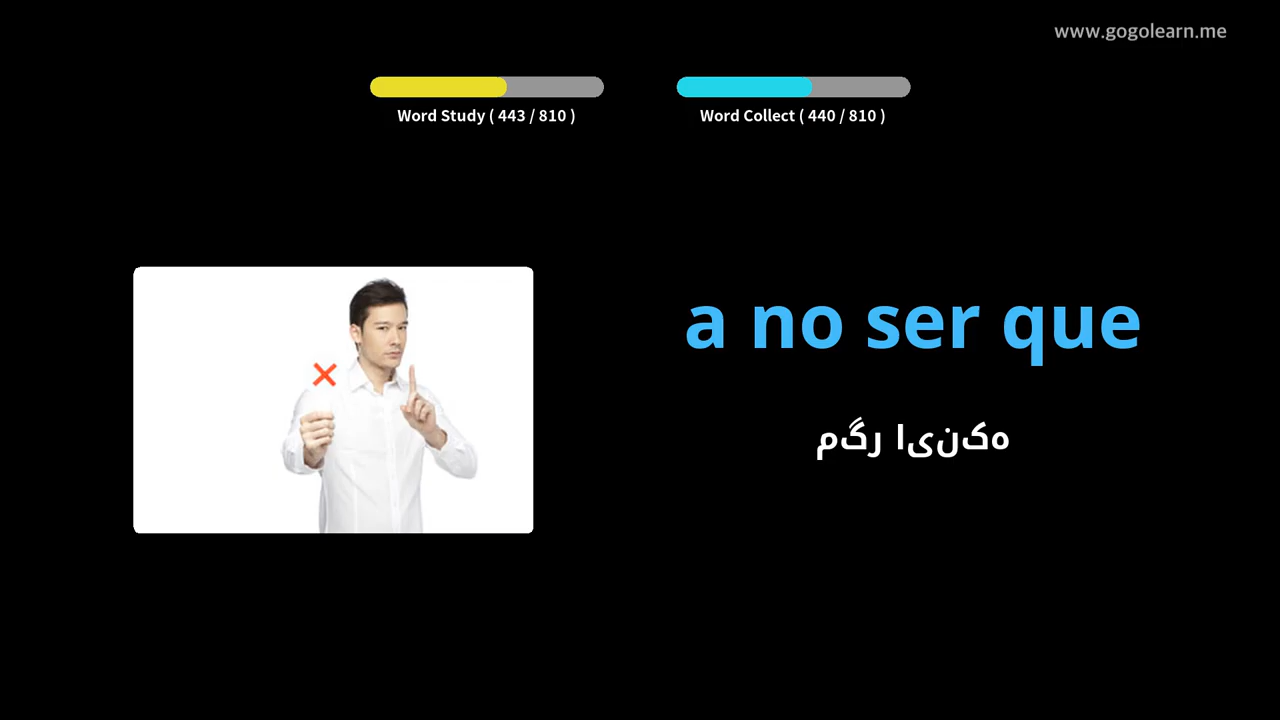 www.gogolearn.me
Word Study ( 443 / 810 )
Word Collect ( 440 / 810 )
a no ser que
مگر اینکه